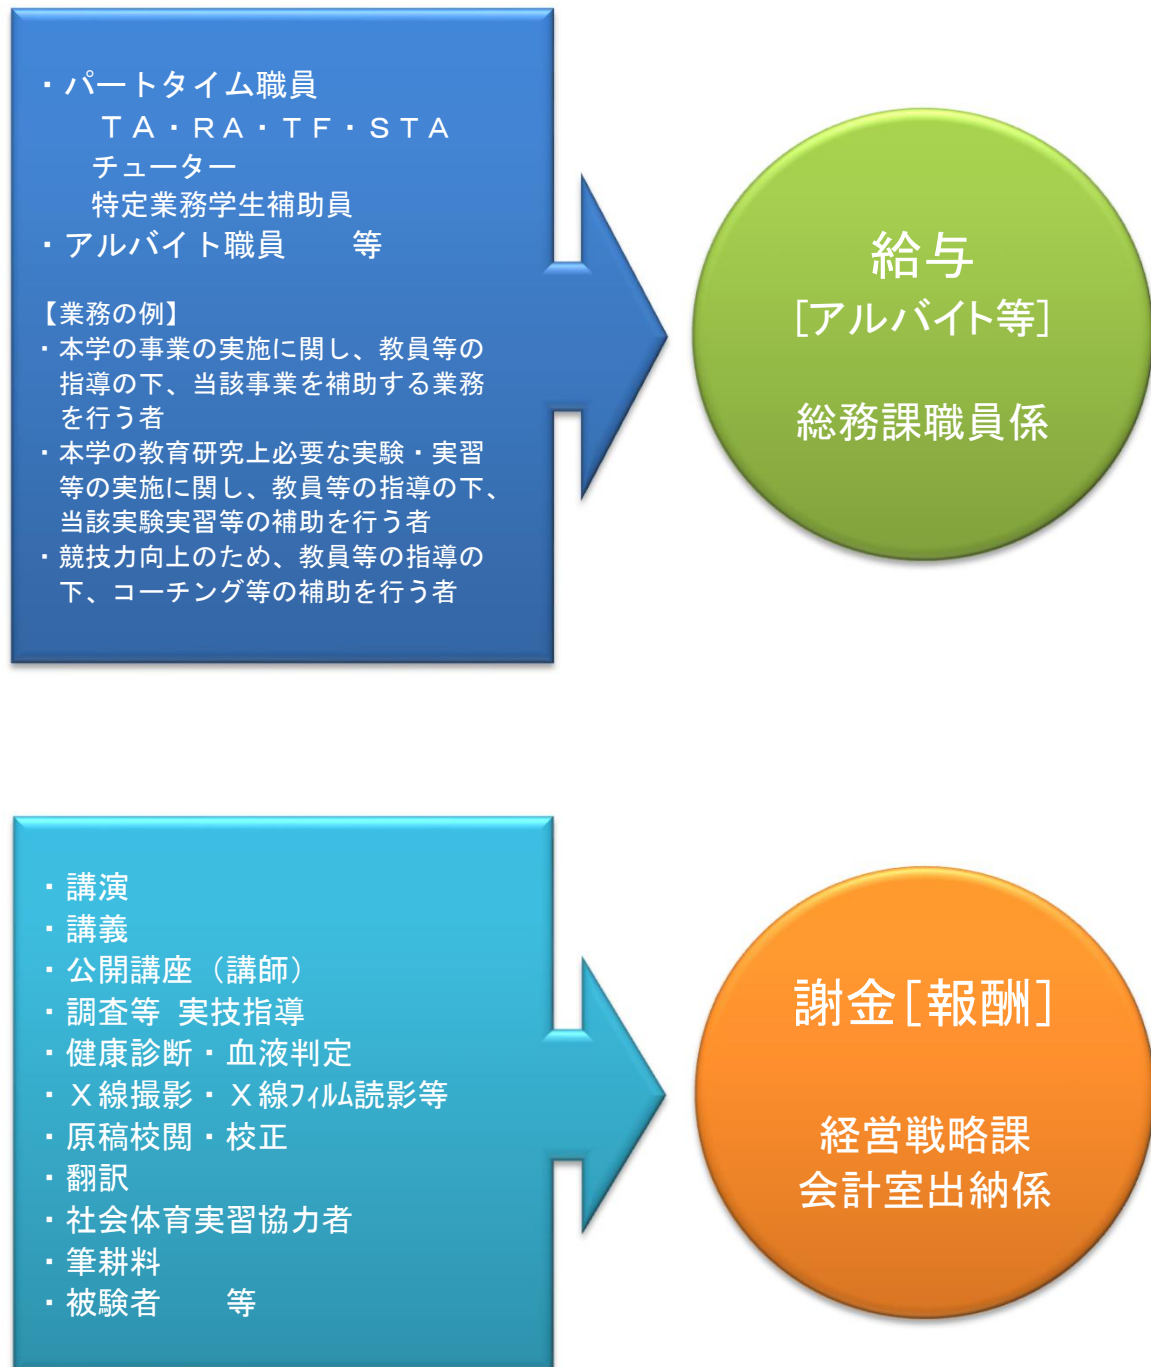 ・パートタイム職員
ＴＡ・ＲＡ・ＴＦ・ＳＴＡ
チューター
特定業務学生補助員
・アルバイト職員　　等
【業務の例】
・本学の事業の実施に関し、教員等の
指導の下、当該事業を補助する業務
を行う者
・本学の教育研究上必要な実験・実習
等の実施に関し、教員等の指導の下、
当該実験実習等の補助を行う者
・競技力向上のため、教員等の指導の
下、コーチング等の補助を行う者
給与
[アルバイト等]
総務課職員係
・講演
・講義
・公開講座（講師）
・調査等 実技指導
・健康診断・血液判定
・Ｘ線撮影・Ｘ線ﾌｨﾙﾑ読影等
・原稿校閲・校正
・翻訳
・社会体育実習協力者
・筆耕料
・被験者　　等
謝金[報酬]
経営戦略課
会計室出納係